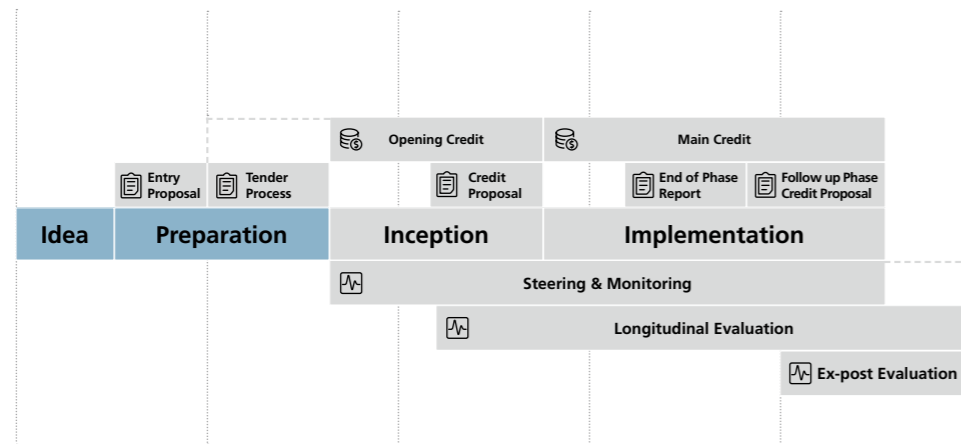 Opening Credit
Main Credit
Entry
Proposal
Tender
Process
Credit
Proposal
End of Phase
Report
Follow up Phase
Credit Proposal
Idea
Preparation
Inception
Implementation
Steering & Monitoring
Longitudinal Evaluation
Ex-post Evaluation